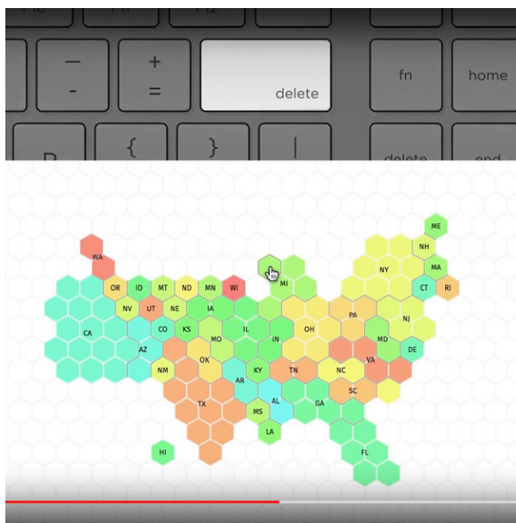 — +
- = delete fn home
{ } | delete end
ME
NH
WA NY MA
OR ID MT ND MN WI MI CT RI
NV UT NE IA PA NJ
CA CO KS IL OH
AZ MO IN MD DE
OK VA
NM KY TN NC
AR SC
TX AL GA
MS
LA
HI FL